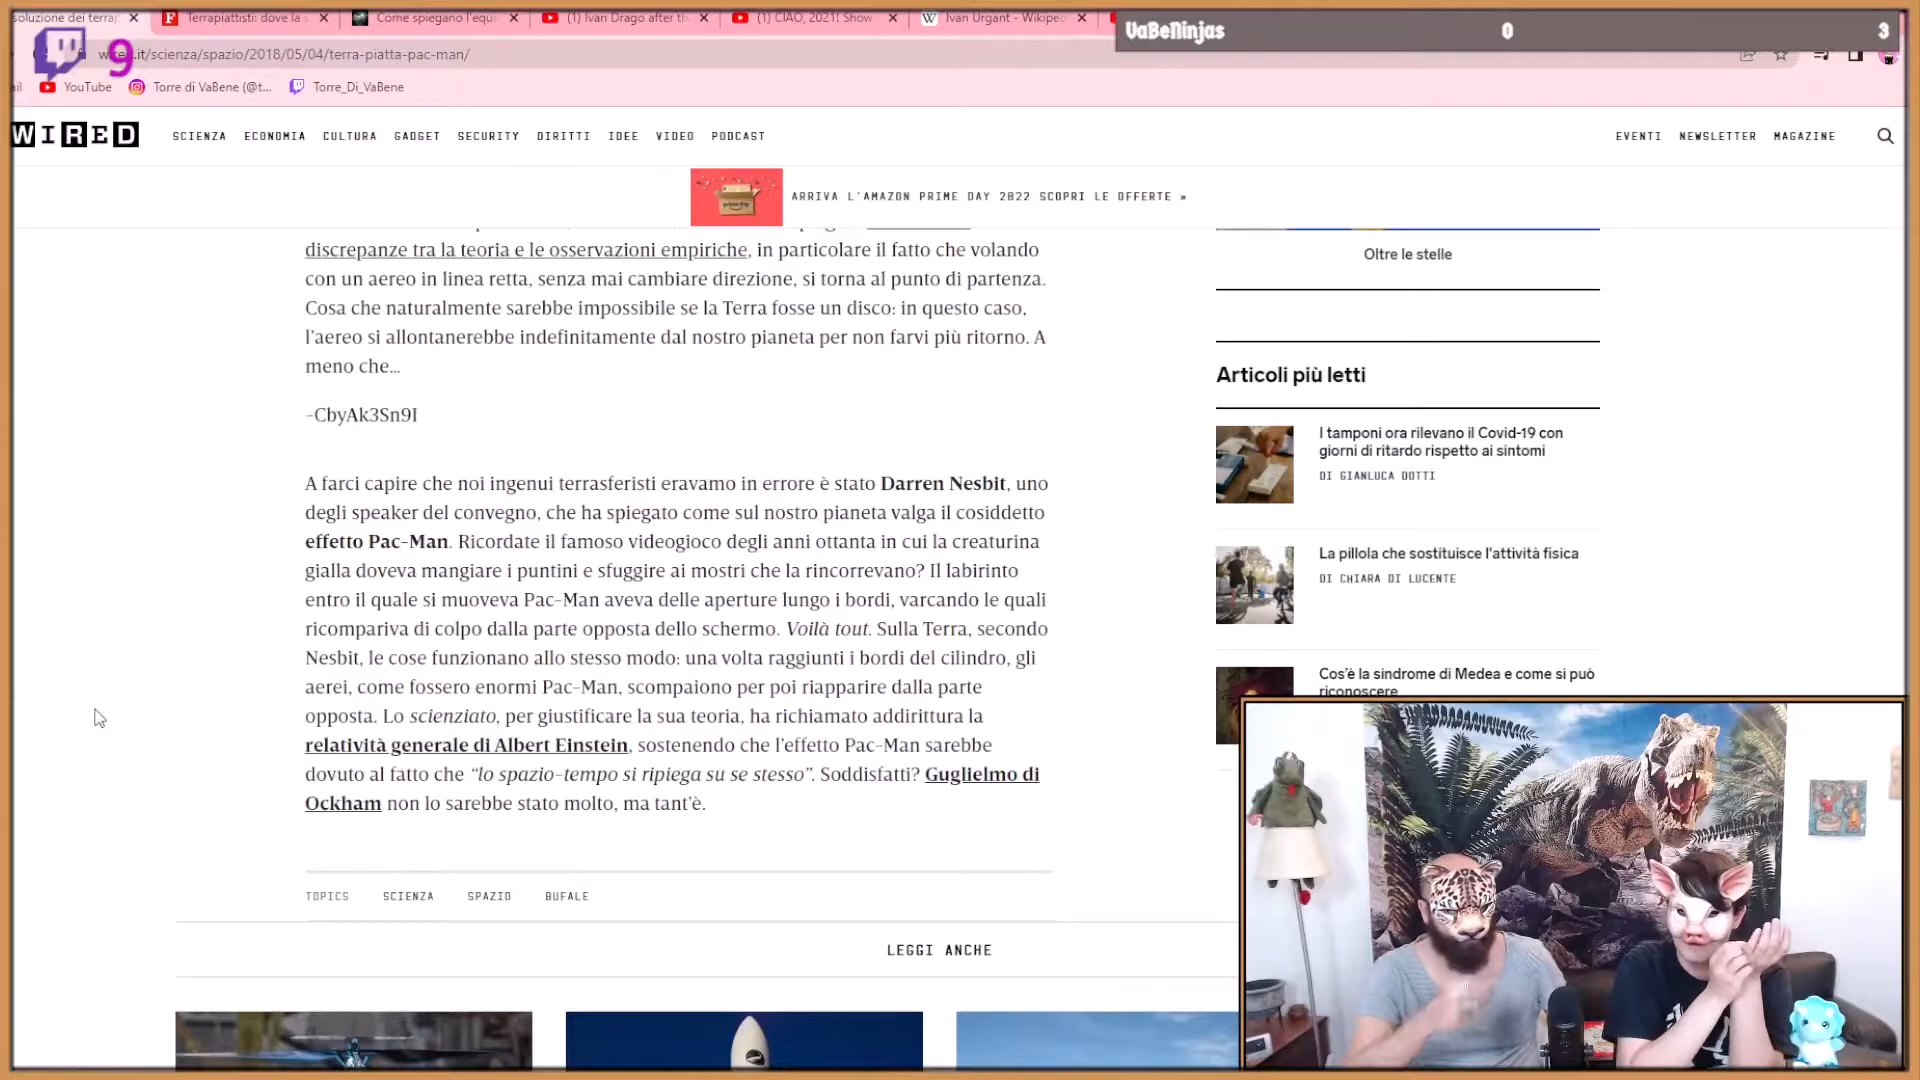 soluzione dei terrap
Terrapiattisti: dove la s
Come spiegano l'equ
(1) Ivan Drago after th
(1) CIAO, 2021! Show
Ivan Urgant - Wikipe
VaBeNinjas 0 3
9
wired.it/scienza/spazio/2018/05/04/terra-piatta-pac-man/
ail YouTube Torre di VaBene (@t... Torre_Di_VaBene
WIRED SCIENZA ECONOMIA CULTURA GADGET SECURITY DIRITTI IDEE VIDEO PODCAST EVENTI NEWSLETTER MAGAZINE
ARRIVA L'AMAZON PRIME DAY 2022 SCOPRI LE OFFERTE »
discrepanze tra la teoria e le osservazioni empiriche, in particolare il fatto che volando
con un aereo in linea retta, senza mai cambiare direzione, si torna al punto di partenza.
Cosa che naturalmente sarebbe impossibile se la Terra fosse un disco: in questo caso,
l'aereo si allontanerebbe indefinitamente dal nostro pianeta per non farvi più ritorno. A
meno che...
-CbyAk3Sn9I
A farci capire che noi ingenui terrasferisti eravamo in errore è stato Darren Nesbit, uno
degli speaker del convegno, che ha spiegato come sul nostro pianeta valga il cosiddetto
effetto Pac-Man. Ricordate il famoso videogioco degli anni ottanta in cui la creaturina
gialla doveva mangiare i puntini e sfuggire ai mostri che la rincorrevano? Il labirinto
entro il quale si muoveva Pac-Man aveva delle aperture lungo i bordi, varcando le quali
ricompariva di colpo dalla parte opposta dello schermo. Voilà tout. Sulla Terra, secondo
Nesbit, le cose funzionano allo stesso modo: una volta raggiunti i bordi del cilindro, gli
aerei, come fossero enormi Pac-Man, scompaiono per poi riapparire dalla parte
opposta. Lo scienziato, per giustificare la sua teoria, ha richiamato addirittura la
relatività generale di Albert Einstein, sostenendo che l'effetto Pac-Man sarebbe
dovuto al fatto che “lo spazio-tempo si ripiega su se stesso”. Soddisfatti? Guglielmo di
Ockham non lo sarebbe stato molto, ma tant'è.
TOPICS SCIENZA SPAZIO BUFALE
LEGGI ANCHE
Oltre le stelle
Articoli più letti
I tamponi ora rilevano il Covid-19 con
giorni di ritardo rispetto ai sintomi
DI GIANLUCA DOTTI
La pillola che sostituisce l'attività fisica
DI CHIARA DI LUCENTE
Cos'è la sindrome di Medea e come si può
riconoscere